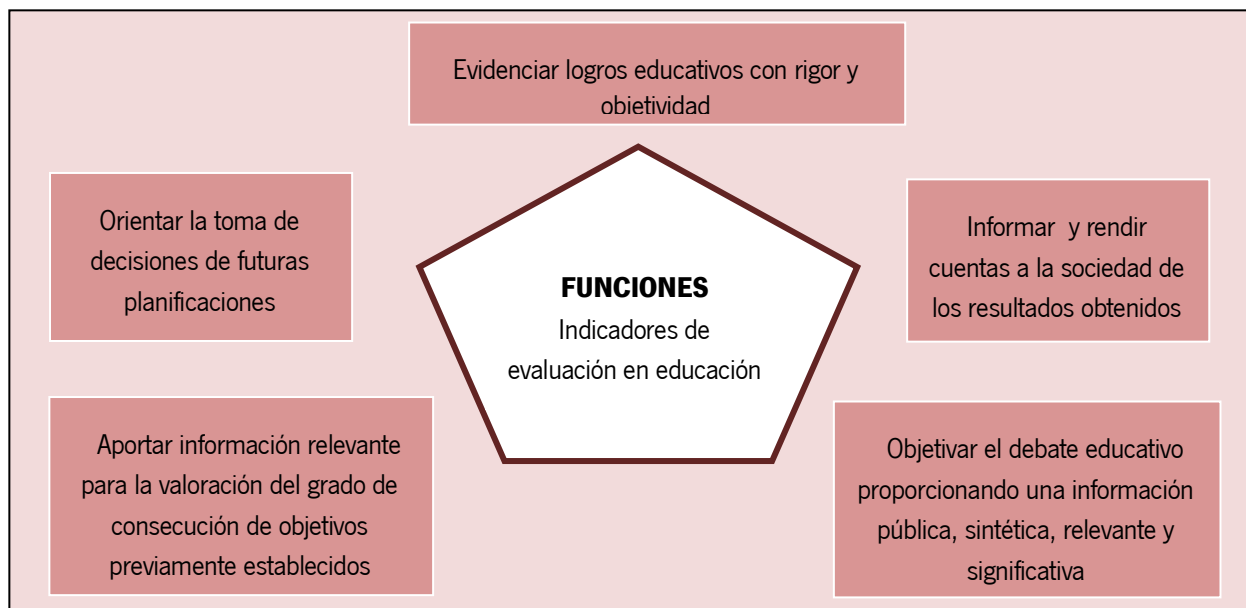 Evidenciar logros educativos con rigor y
obietividad
Orientar la toma de
decisiones de futuras
planificaciones
Informar y rendir
cuentas a la sociedad de
los resultados obtenidos
FUNCIONES
Indicadores de
evaluación en educación
Aportar información relevante
para la valoración del grado de
consecución de objetivos
previamente establecidos
Objetivar el debate educativo
proporcionando una información
pública, sintética, relevante y
significativa